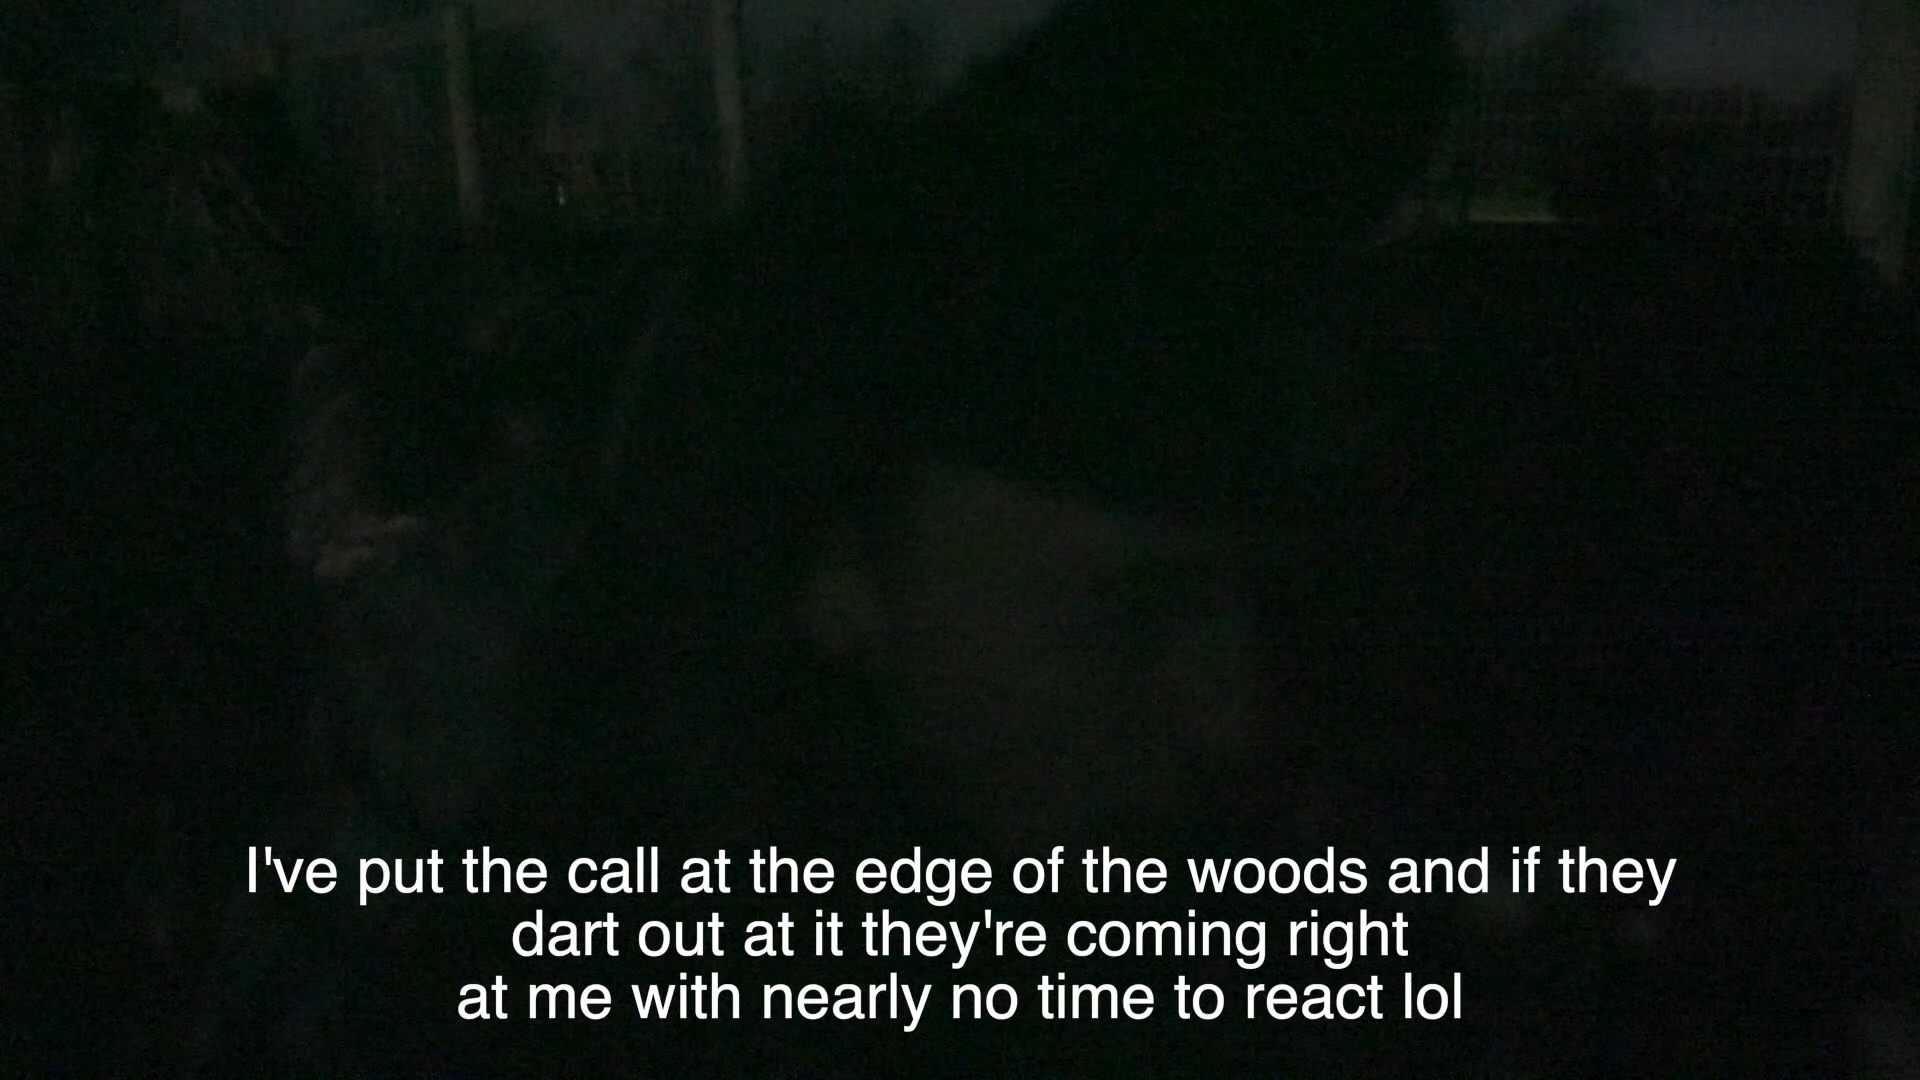 I've put the call at the edge of the woods and if they
dart out at it they're coming right
at me with nearly no time to react lol